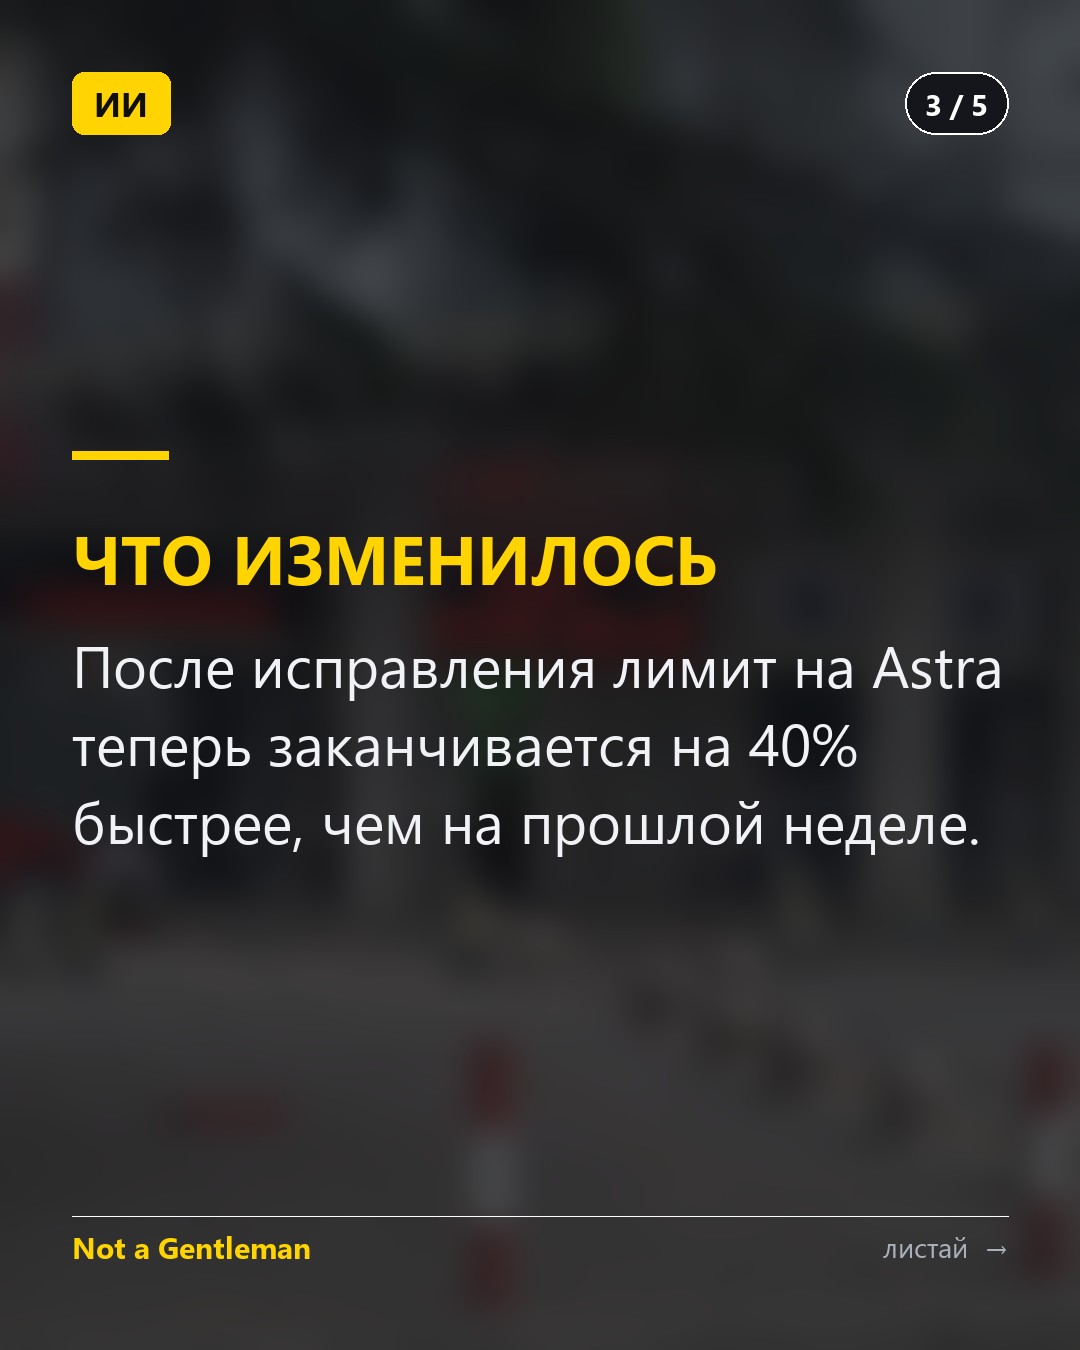 ИИ
3 / 5
ЧТО ИЗМЕНИЛОСЬ
После исправления лимит на Astra
теперь заканчивается на 40%
быстрее, чем на прошлой неделе.
Not a Gentleman
листай →